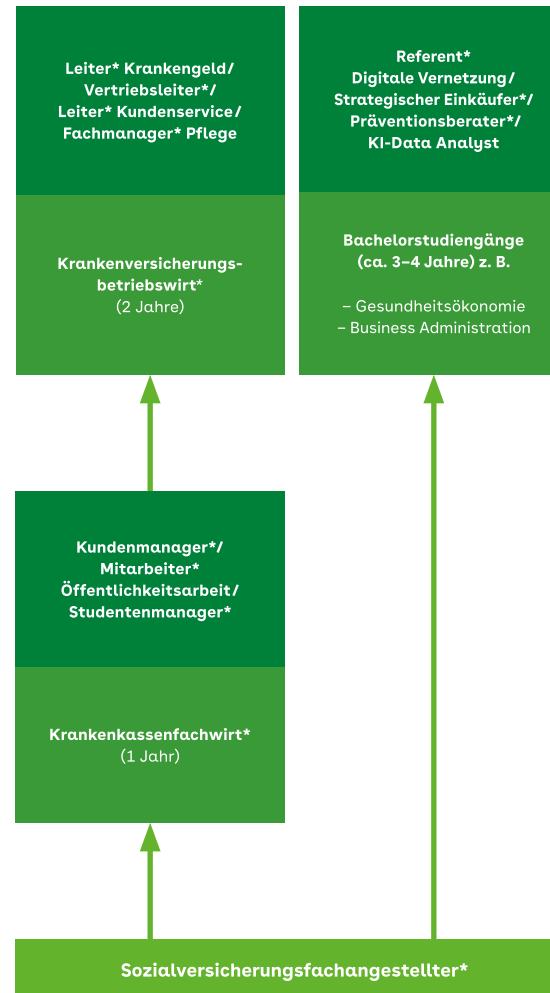 Leiter* Krankengeld/
Vertriebsleiter*/
Leiter* Kundenservice/
Fachmanager* Pflege
Krankenversicherungs-
betriebswirt*
(2 Jahre)
Referent*
Digitale Vernetzung/
Strategischer Einkäufer*/
Präventionsberater*/
KI-Data Analyst
Bachelorstudiengänge
(ca. 3–4 Jahre) z. B.
– Gesundheitsökonomie
– Business Administration
Kundenmanager*/
Mitarbeiter*
Öffentlichkeitsarbeit/
Studentenmanager*
Krankenkassenfachwirt*
(1 Jahr)
Sozialversicherungsfachangestellter*